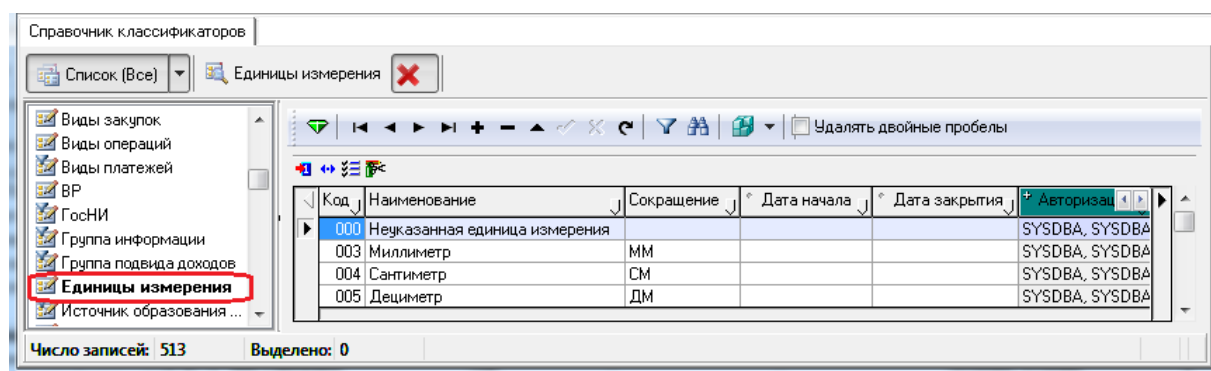 Справочник классификаторов
Список (Все) Единицы измерения
Виды закупок
Виды операций
Виды платежей
ВР
ГосНИ
Группа информации
Группа подвида доходов
Единицы измерения
Источник образования ...
Удалять двойные пробелы
Код Наименование Сокращение Дата начала Дата закрытия Авторизац
000 Неуказанная единица измерения SYSDBA, SYSDBA
003 Миллиметр ММ SYSDBA, SYSDBA
004 Сантиметр СМ SYSDBA, SYSDBA
005 Дециметр ДМ SYSDBA, SYSDBA
Число записей: 513 Выделено: 0